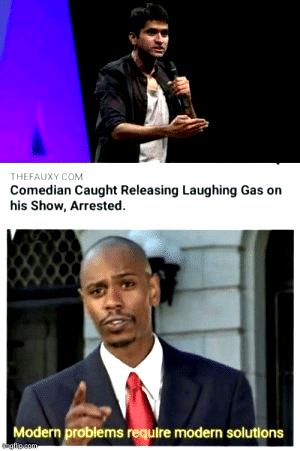 THEFAUXY.COM
Comedian Caught Releasing Laughing Gas on
his Show, Arrested.
Modern problems require modern solutions
imgflip.com